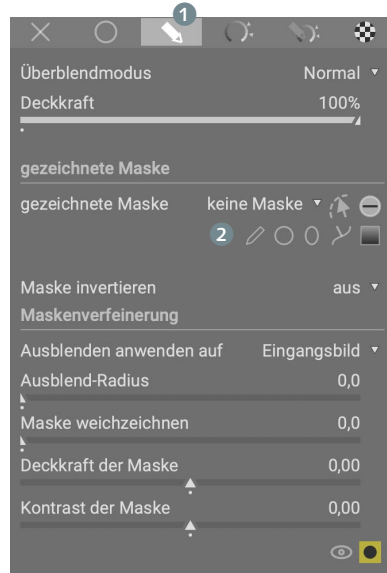 1
Überblendmodus Normal
Deckkraft 100%
gezeichnete Maske
gezeichnete Maske keine Maske
2
Maske invertieren aus
Maskenverfeinerung
Ausblenden anwenden auf Eingangsbild
Ausblend-Radius 0,0
Maske weichzeichnen 0,0
Deckkraft der Maske 0,00
Kontrast der Maske 0,00